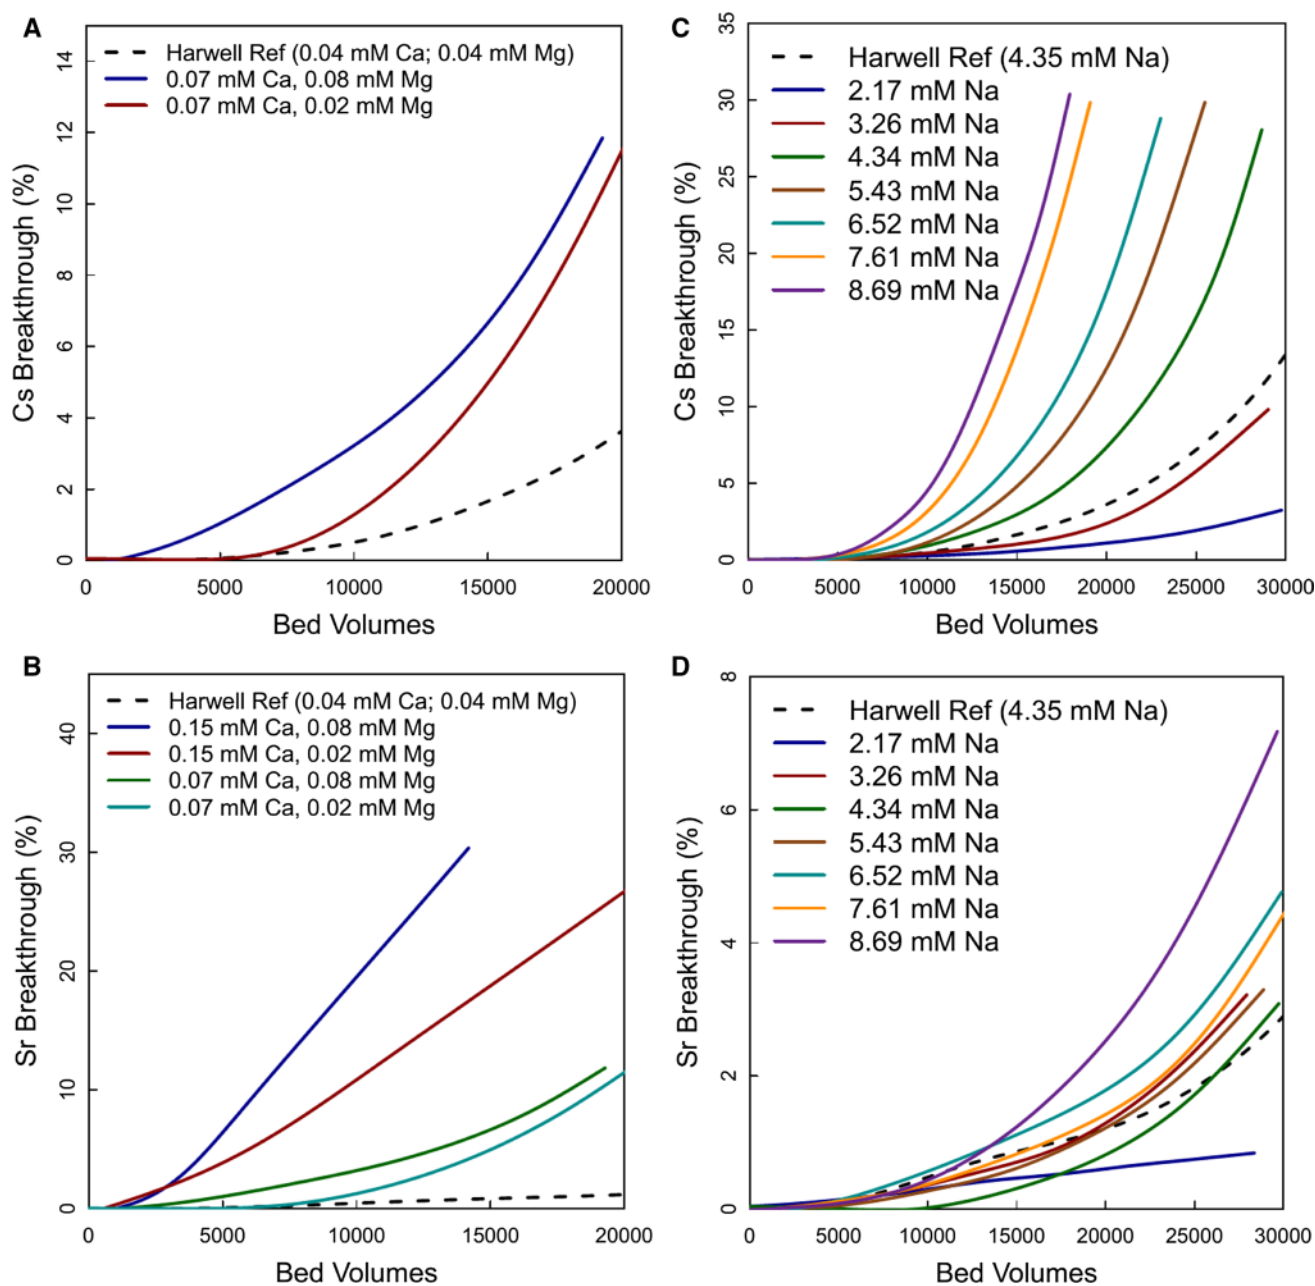 A
Cs Breakthrough (%)
14
12
10
8
6
4
2
0
Harwell Ref (0.04 mM Ca; 0.04 mM Mg)
0.07 mM Ca, 0.08 mM Mg
0.07 mM Ca, 0.02 mM Mg
0 5000 10000 15000 20000
Bed Volumes
C
Cs Breakthrough (%)
35
30
25
20
15
10
5
0
Harwell Ref (4.35 mM Na)
2.17 mM Na
3.26 mM Na
4.34 mM Na
5.43 mM Na
6.52 mM Na
7.61 mM Na
8.69 mM Na
0 5000 10000 15000 20000 25000 30000
Bed Volumes
B
Sr Breakthrough (%)
40
30
20
10
0
Harwell Ref (0.04 mM Ca; 0.04 mM Mg)
0.15 mM Ca, 0.08 mM Mg
0.15 mM Ca, 0.02 mM Mg
0.07 mM Ca, 0.08 mM Mg
0.07 mM Ca, 0.02 mM Mg
0 5000 10000 15000 20000
Bed Volumes
D
Sr Breakthrough (%)
8
6
4
2
0
Harwell Ref (4.35 mM Na)
2.17 mM Na
3.26 mM Na
4.34 mM Na
5.43 mM Na
6.52 mM Na
7.61 mM Na
8.69 mM Na
0 5000 10000 15000 20000 25000 30000
Bed Volumes